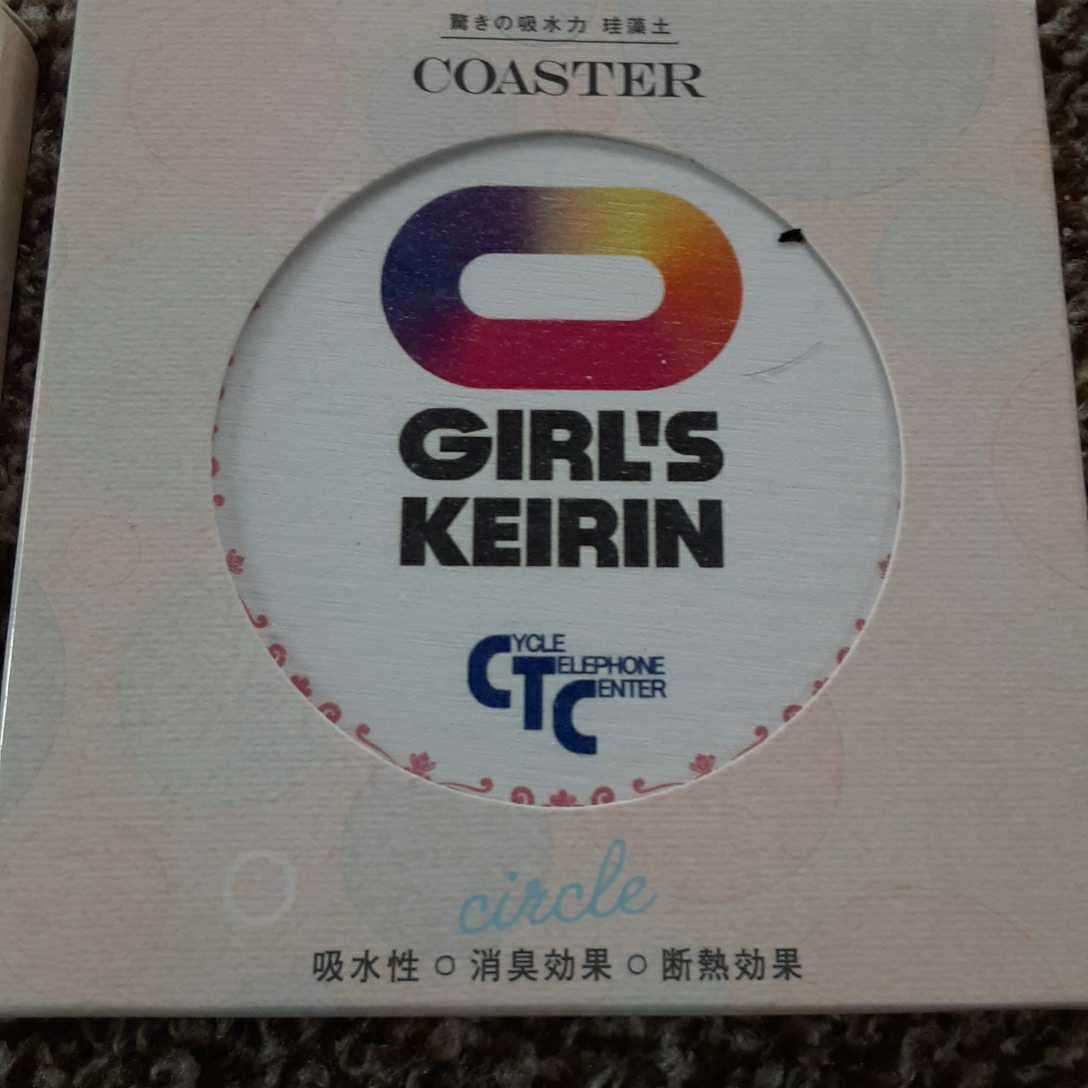 驚きの吸水力 珪藻土
COASTER
GIRL'S
KEIRIN
CYCLE
TELEPHONE
CENTER
circle
吸水性 ○ 消臭効果 ○ 断熱効果